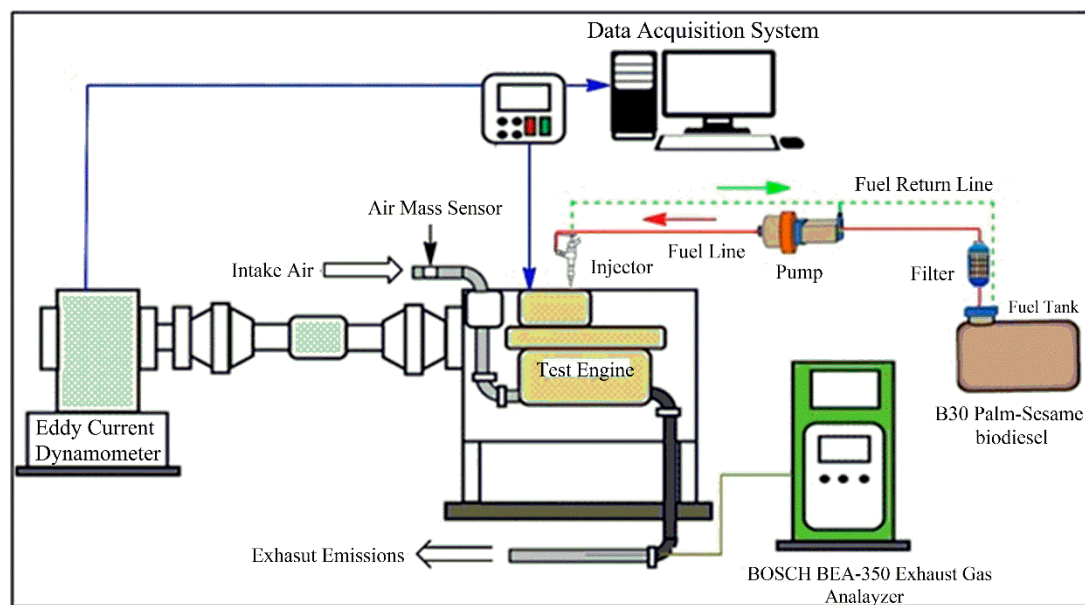 Data Acquisition System
Fuel Return Line
Air Mass Sensor
Intake Air
Injector
Fuel Line
Pump
Filter
Fuel Tank
Test Engine
B30 Palm-Sesame
biodiesel
Eddy Current
Dynamometer
Exhasut Emissions
BOSCH BEA-350 Exhaust Gas
Analayzer